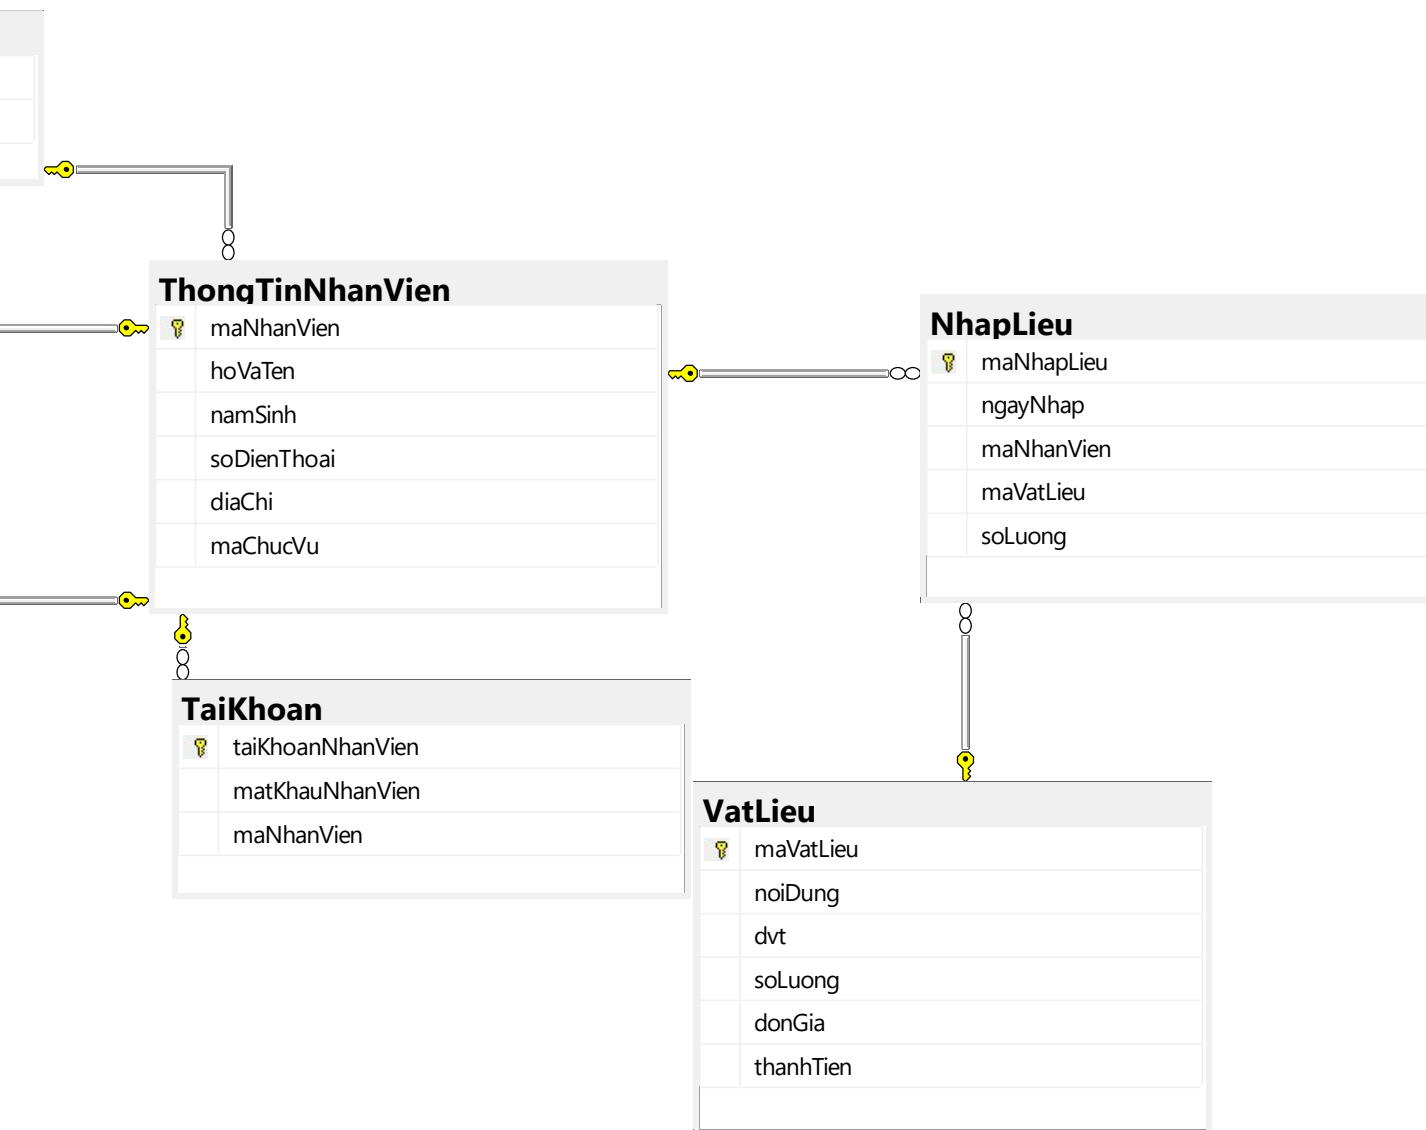 ThongTinNhanVien
maNhanVien
hoVaTen
namSinh
soDienThoai
diaChi
maChucVu
NhapLieu
maNhapLieu
ngayNhap
maNhanVien
maVatLieu
soLuong
TaiKhoan
taiKhoanNhanVien
matKhauNhanVien
maNhanVien
VatLieu
maVatLieu
noiDung
dvt
soLuong
donGia
thanhTien